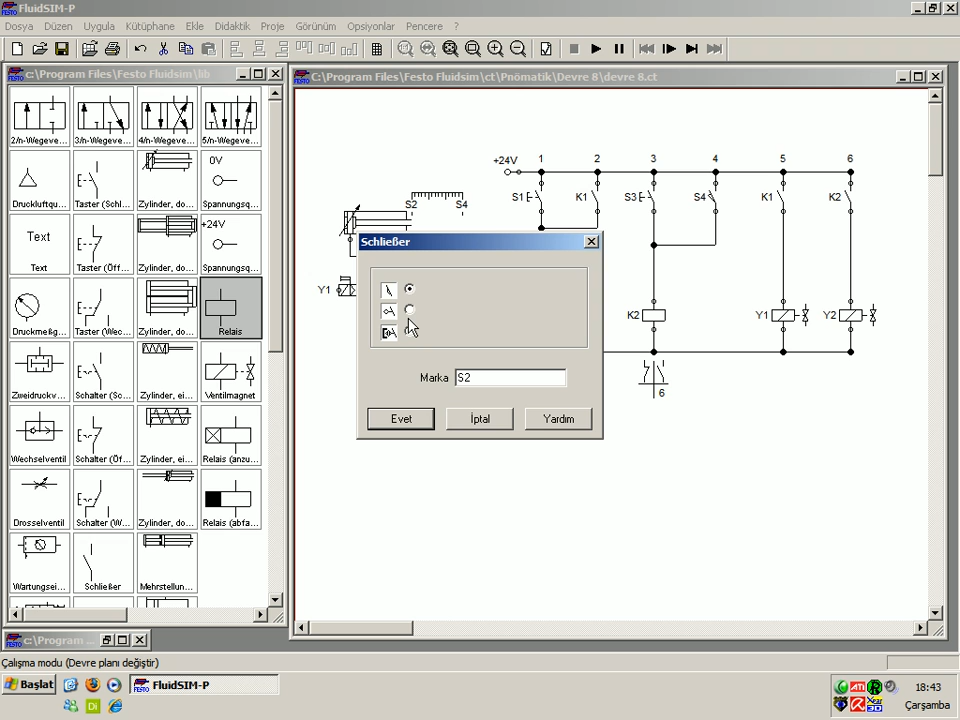 FluidSIM-P
Dosya Düzen Uygula Kütüphane Ekle Didaktik Proje Görünüm Opsiyonlar Pencere ?
c:\Program Files\Festo Fluidsim\lib
c:\Program Files\Festo Fluidsim\ct\Pnömatik\Devre 8\devre 8.ct
2/n-Wegeve... 3/n-Wegeve... 4/n-Wegeve... 5/n-Wegeve...
0V
Druckluftqu... Taster (Schl... Zylinder, do... Spannungsq...
Text
+24V
Text Taster (Öff... Zylinder, do... Spannungsq...
Druckmeßg... Taster (Wec... Zylinder, do... Relais
Zweidruckw... Schalter (Sc... Zylinder, ei... Ventilmagnet
Wechselventil Schalter (Öf... Zylinder, ei... Relais (anzu...
Drosselventil Schalter (W... Zylinder, do... Relais (abfa...
Wartungsei... Schließer Mehrstellun...
+24V 1 2 3 4 5 6
S2 S4
S1 K1 S3 S4 K1 K2
Y1
K2 Y1 Y2
6
Schließer
Marka S2
Evet İptal Yardım
c:\Program ...
Çalışma modu (Devre planı değiştir)
Başlat FluidSIM-P
18:43
Çarşamba